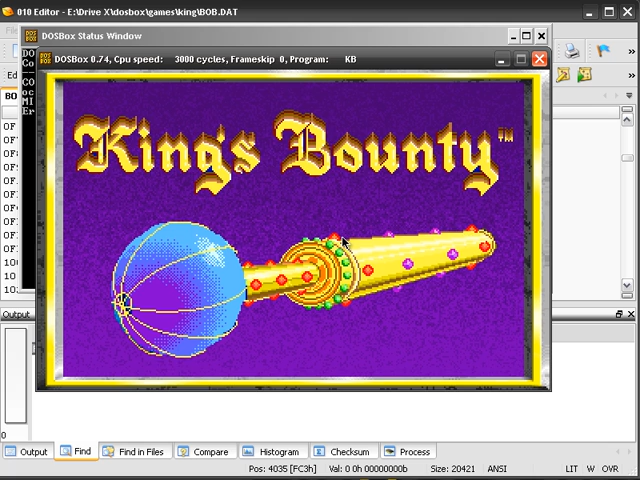 010 Editor - E:\Drive X\dosbox\games\king\BOB.DAT
DOSBox Status Window
DOSBox 0.74, Cpu speed: 3000 cycles, Frameskip 0, Program: KB
King's Bounty™
Output
Output
Find
Find in Files
Compare
Histogram
Checksum
Process
Pos: 4035 [FC3h]
Val: 0 0h 00000000b
Size: 20421
ANSI
LIT
W
OVR